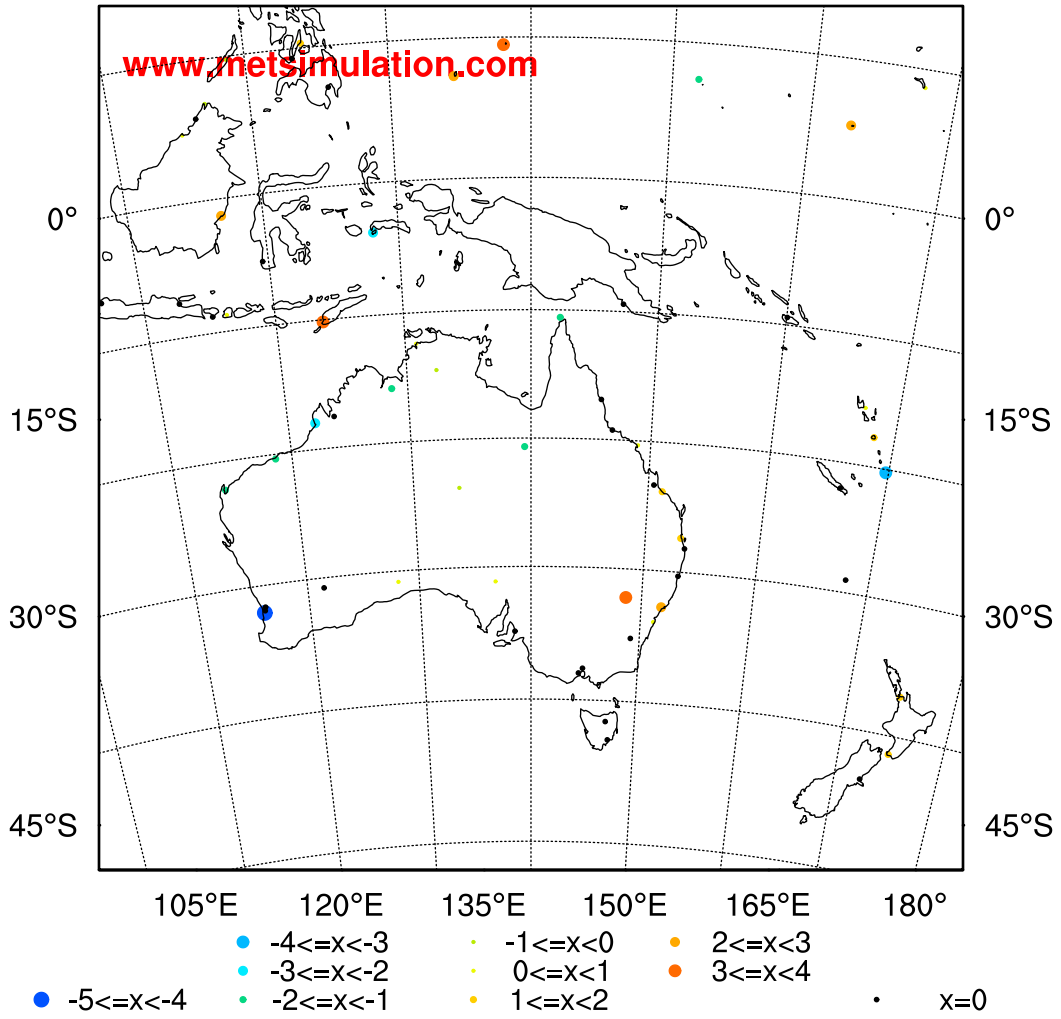 www.metsimulation.com
0° 0°
15°S 15°S
30°S 30°S
45°S 45°S
105°E 120°E 135°E 150°E 165°E 180°
-4<=x<-3 -1<=x<0 2<=x<3
-3<=x<-2 0<=x<1 3<=x<4
-5<=x<-4 -2<=x<-1 1<=x<2 x=0